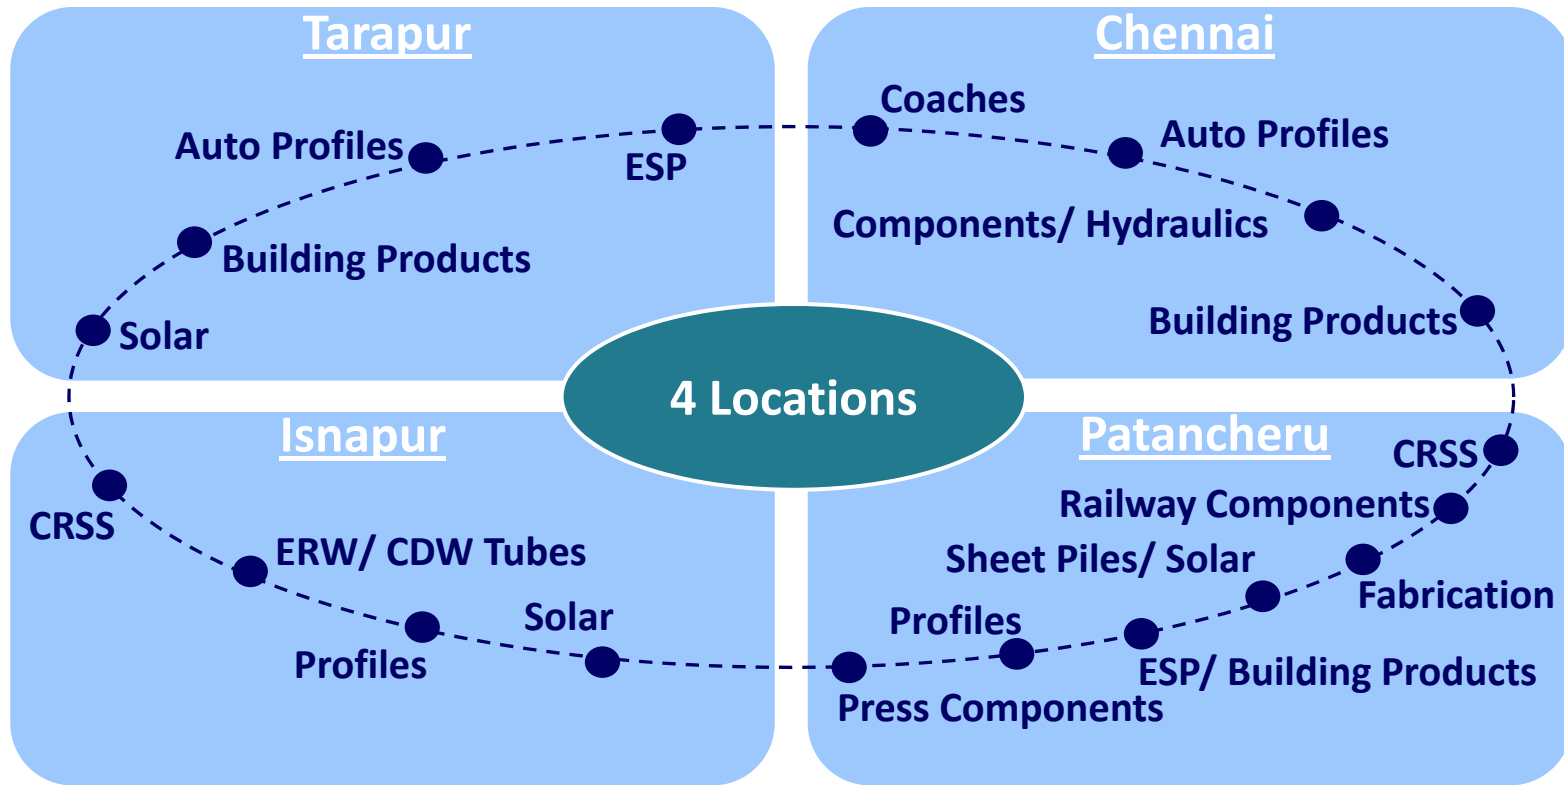 Tarapur
Auto Profiles
ESP
Building Products
Solar
Chennai
Coaches
Auto Profiles
Components/ Hydraulics
Building Products
4 Locations
Isnapur
CRSS
ERW/ CDW Tubes
Solar
Profiles
Patancheru
CRSS
Railway Components
Sheet Piles/ Solar
Fabrication
Profiles
ESP/ Building Products
Press Components